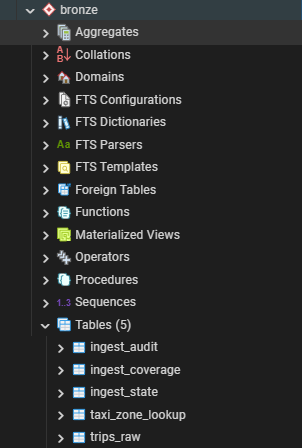 bronze
Aggregates
A B Collations
Domains
FTS Configurations
FTS Dictionaries
Aa FTS Parsers
FTS Templates
Foreign Tables
Functions
Materialized Views
Operators
Procedures
1..3 Sequences
Tables (5)
ingest_audit
ingest_coverage
ingest_state
taxi_zone_lookup
trips_raw